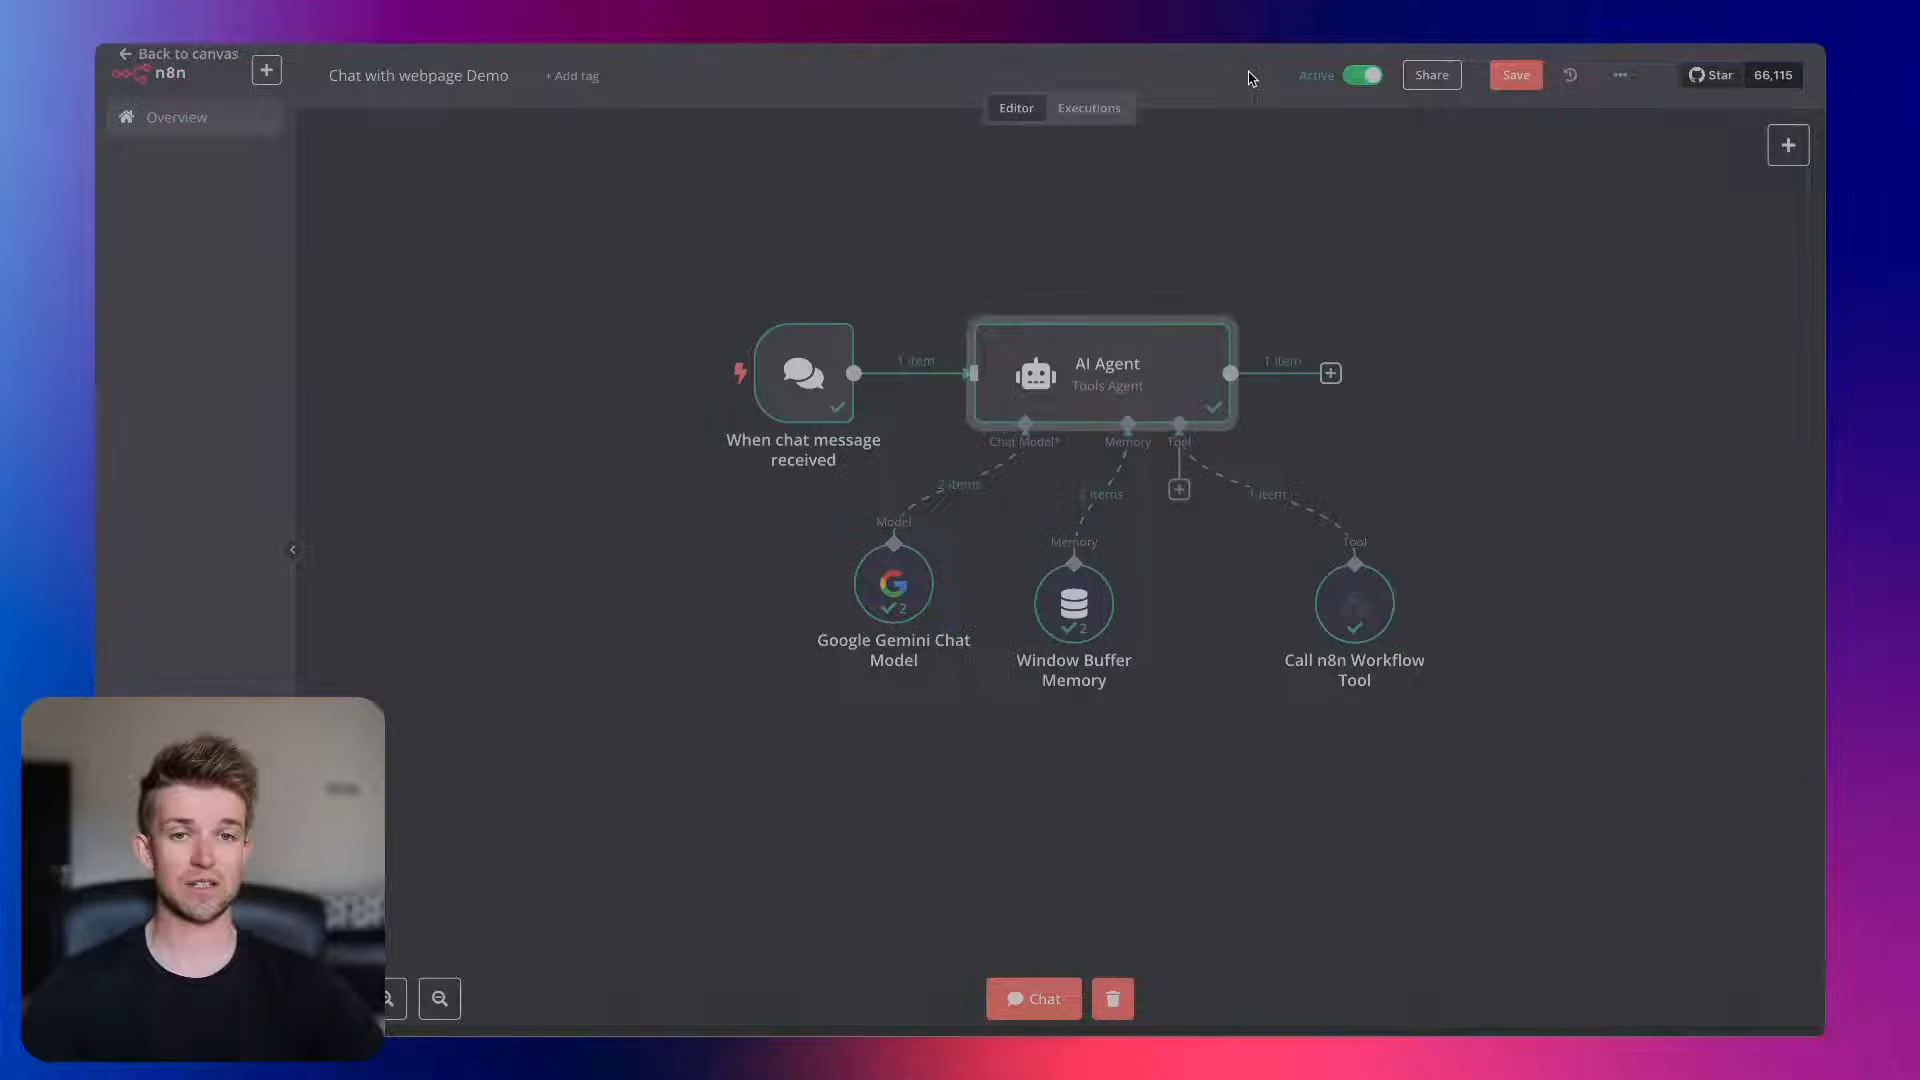 Back to canvas
n8n
Chat with webpage Demo
+ Add tag
Active
Share
Save
Star
66,115
Editor
Executions
Overview
1 item
AI Agent
Tools Agent
1 item
When chat message
received
Chat Model*
Memory
Tool
2 items
items
1 item
Model
Memory
Tool
2
2
Google Gemini Chat
Model
Window Buffer
Memory
Call n8n Workflow
Tool
Chat